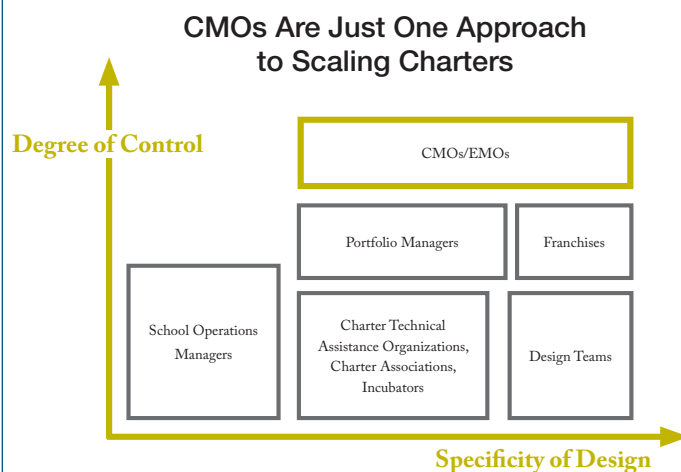 CMOs Are Just One Approach
to Scaling Charters
Degree of Control
CMOs/EMOs
Portfolio Managers
Franchises
School Operations
Managers
Charter Technical
Assistance Organizations,
Charter Associations,
Incubators
Design Teams
Specificity of Design